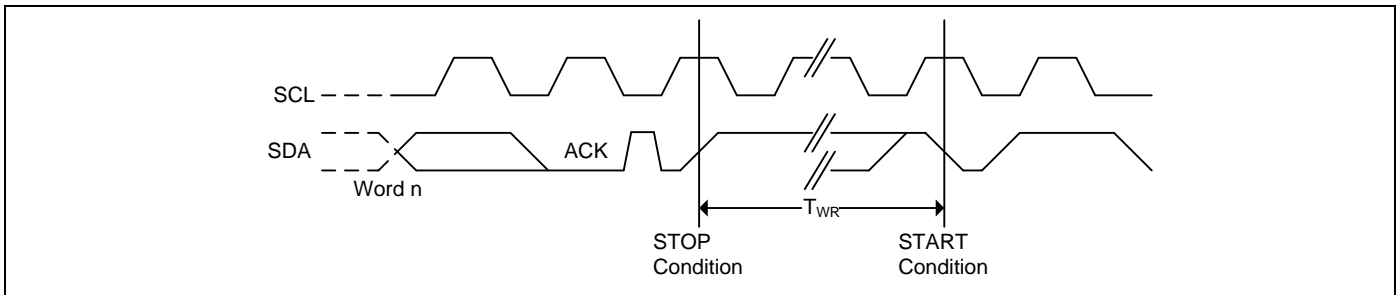 SCL
SDA
ACK
Word n
TWR
STOP
Condition
START
Condition